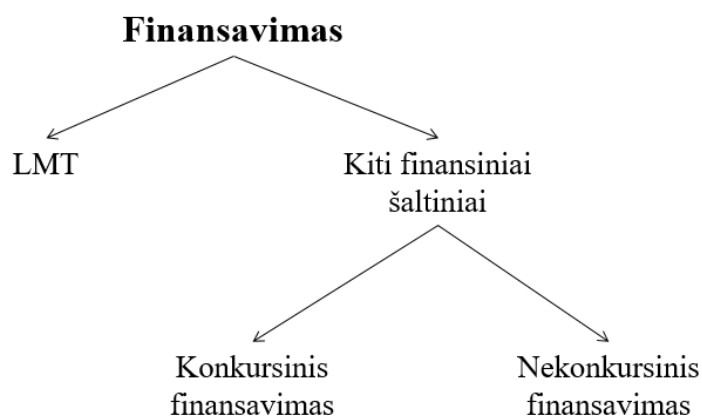 Finansavimas
LMT
Kiti finansiniai
šaltiniai
Konkursinis
finansavimas
Nekonkursinis
finansavimas